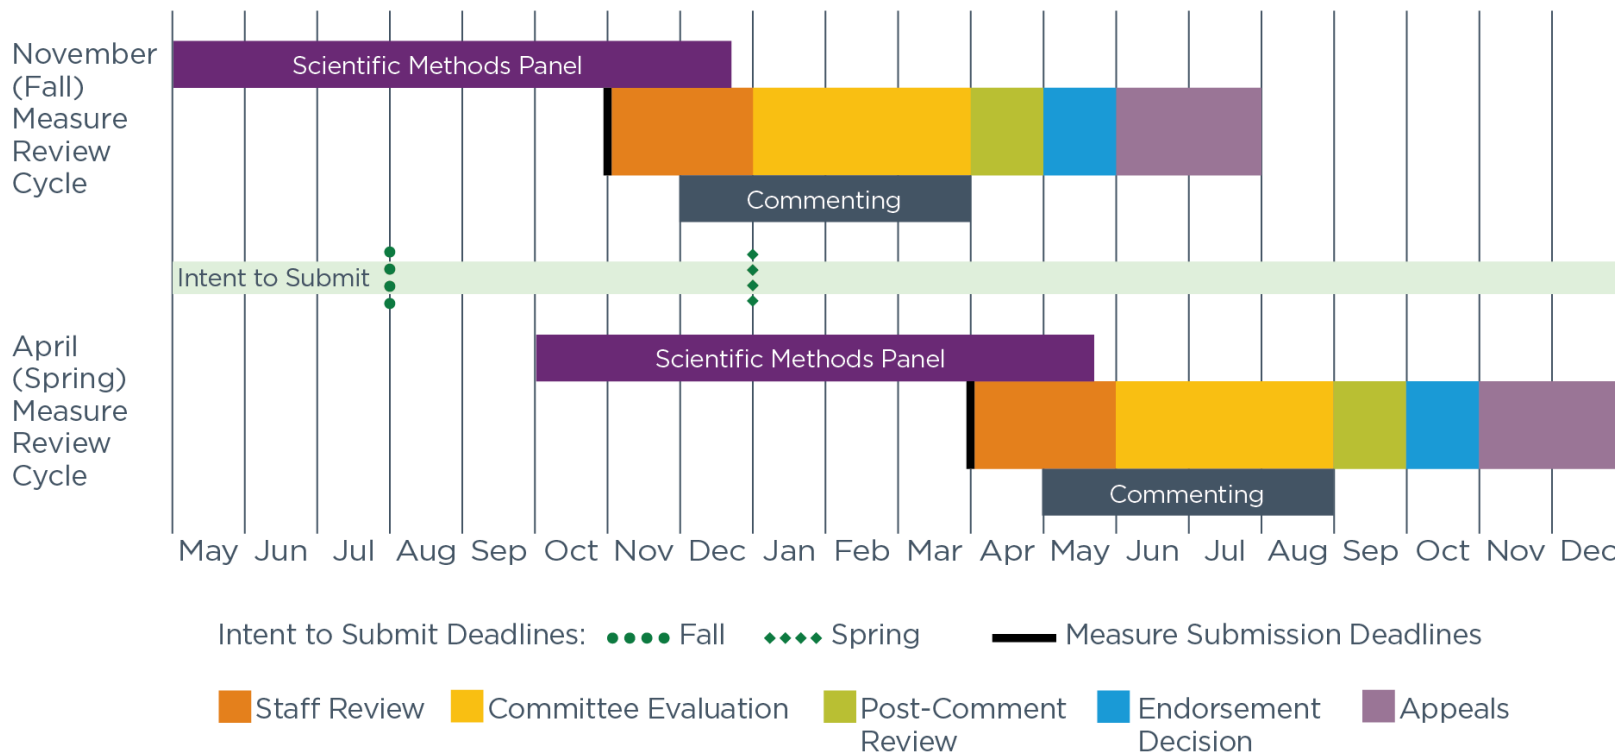 November
(Fall)
Measure
Review
Cycle
Scientific Methods Panel
Commenting
Intent to Submit
April
(Spring)
Measure
Review
Cycle
Scientific Methods Panel
Commenting
May Jun Jul Aug Sep Oct Nov Dec Jan Feb Mar Apr May Jun Jul Aug Sep Oct Nov Dec
Intent to Submit Deadlines: Fall Spring Measure Submission Deadlines
Staff Review Committee Evaluation Post-Comment Endorsement Appeals
Review Decision